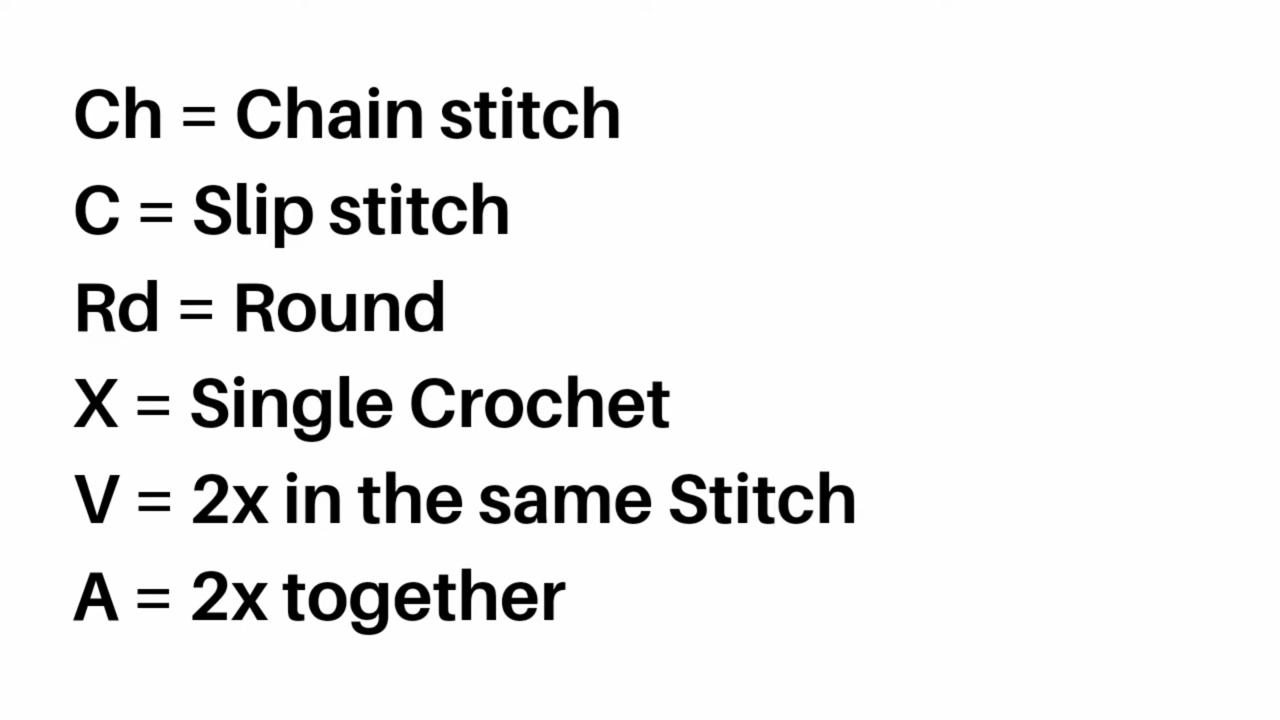 Ch = Chain stitch
C = Slip stitch
Rd = Round
X = Single Crochet
V = 2x in the same Stitch
A = 2x together